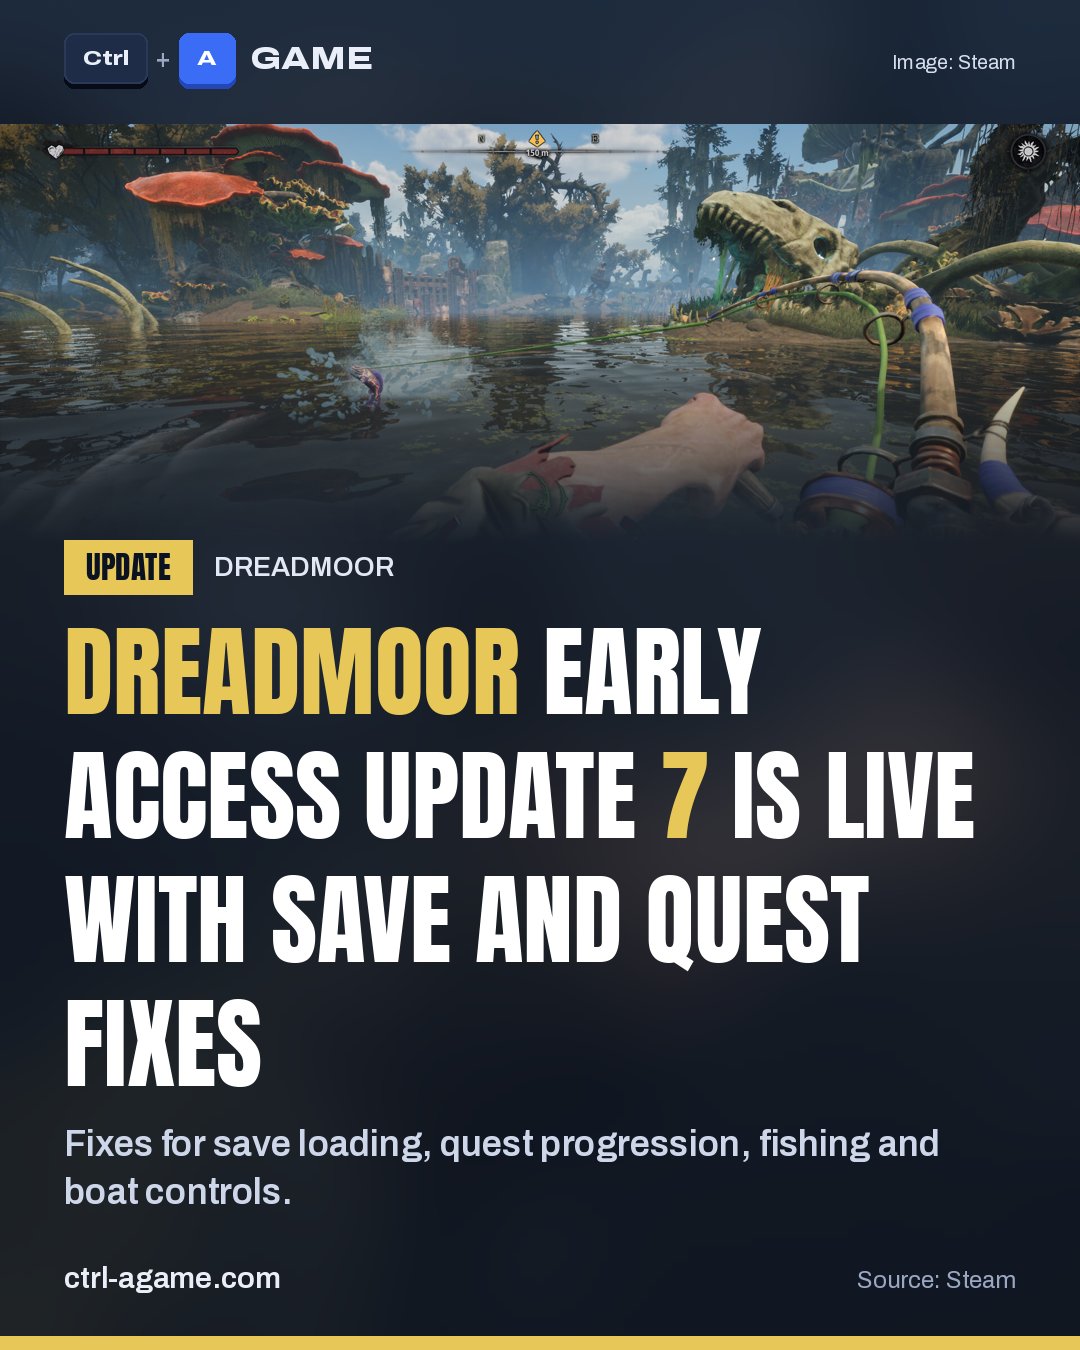 Ctrl + A GAME
Image: Steam
N
E
150 m
UPDATE DREADMOOR
DREADMOOR EARLY
ACCESS UPDATE 7 IS LIVE
WITH SAVE AND QUEST
FIXES
Fixes for save loading, quest progression, fishing and
boat controls.
ctrl-agame.com
Source: Steam